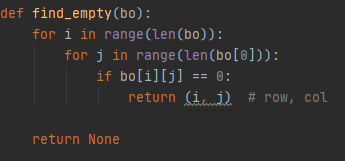 def find_empty(bo):
    for i in range(len(bo)):
        for j in range(len(bo[0])):
            if bo[i][j] == 0:
                return (i, j)  # row, col

    return None